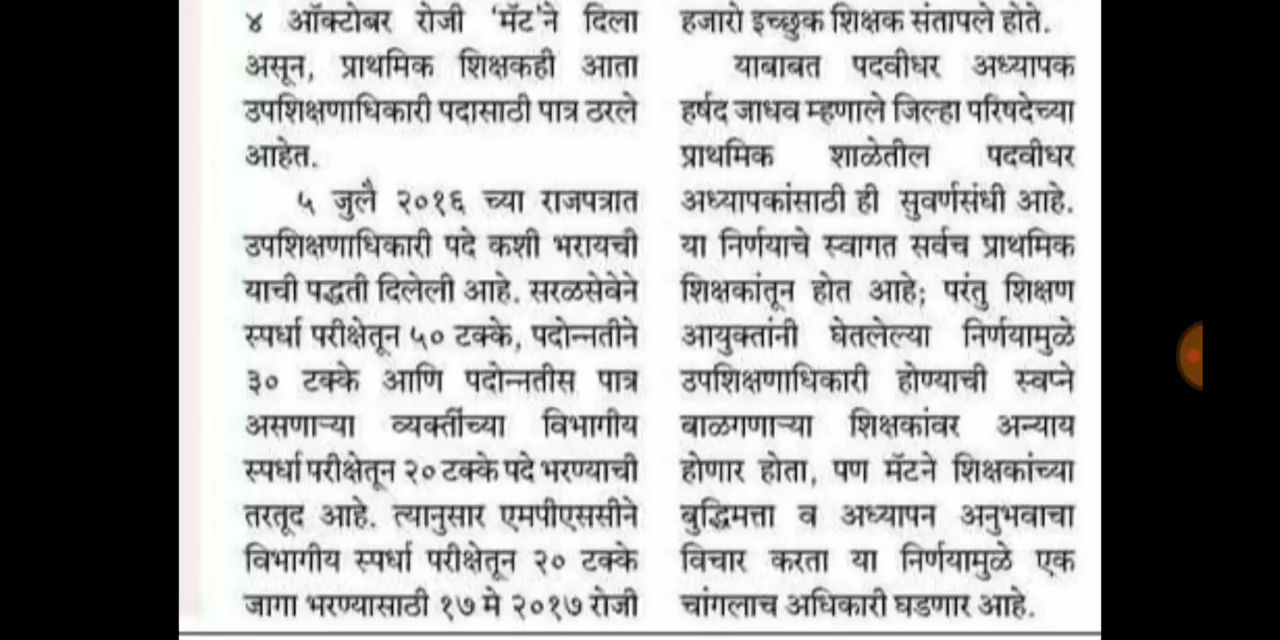 ४ ऑक्टोबर रोजी ‘मॅट’ने दिला
असून, प्राथमिक शिक्षकही आता
उपशिक्षणाधिकारी पदासाठी पात्र ठरले
आहेत.
५ जुलै २०१६ च्या राजपत्रात
उपशिक्षणाधिकारी पदे कशी भरायची
याची पद्धती दिलेली आहे. सरळसेवेने
स्पर्धा परीक्षेतून ५० टक्के, पदोन्नतीने
३० टक्के आणि पदोन्नतीस पात्र
असणाऱ्या व्यक्तींच्या विभागीय
स्पर्धा परीक्षेतून २० टक्के पदे भरण्याची
तरतूद आहे. त्यानुसार एमपीएससीने
विभागीय स्पर्धा परीक्षेतून २० टक्के
जागा भरण्यासाठी १७ मे २०१७ रोजी
हजारो इच्छुक शिक्षक संतापले होते.
याबाबत पदवीधर अध्यापक
हर्षद जाधव म्हणाले जिल्हा परिषदेच्या
प्राथमिक शाळेतील पदवीधर
अध्यापकांसाठी ही सुवर्णसंधी आहे.
या निर्णयाचे स्वागत सर्वच प्राथमिक
शिक्षकांतून होत आहे; परंतु शिक्षण
आयुक्तांनी घेतलेल्या निर्णयामुळे
उपशिक्षणाधिकारी होण्याची स्वप्ने
बाळगणाऱ्या शिक्षकांवर अन्याय
होणार होता, पण मॅटने शिक्षकांच्या
बुद्धिमत्ता व अध्यापन अनुभवाचा
विचार करता या निर्णयामुळे एक
चांगलाच अधिकारी घडणार आहे.